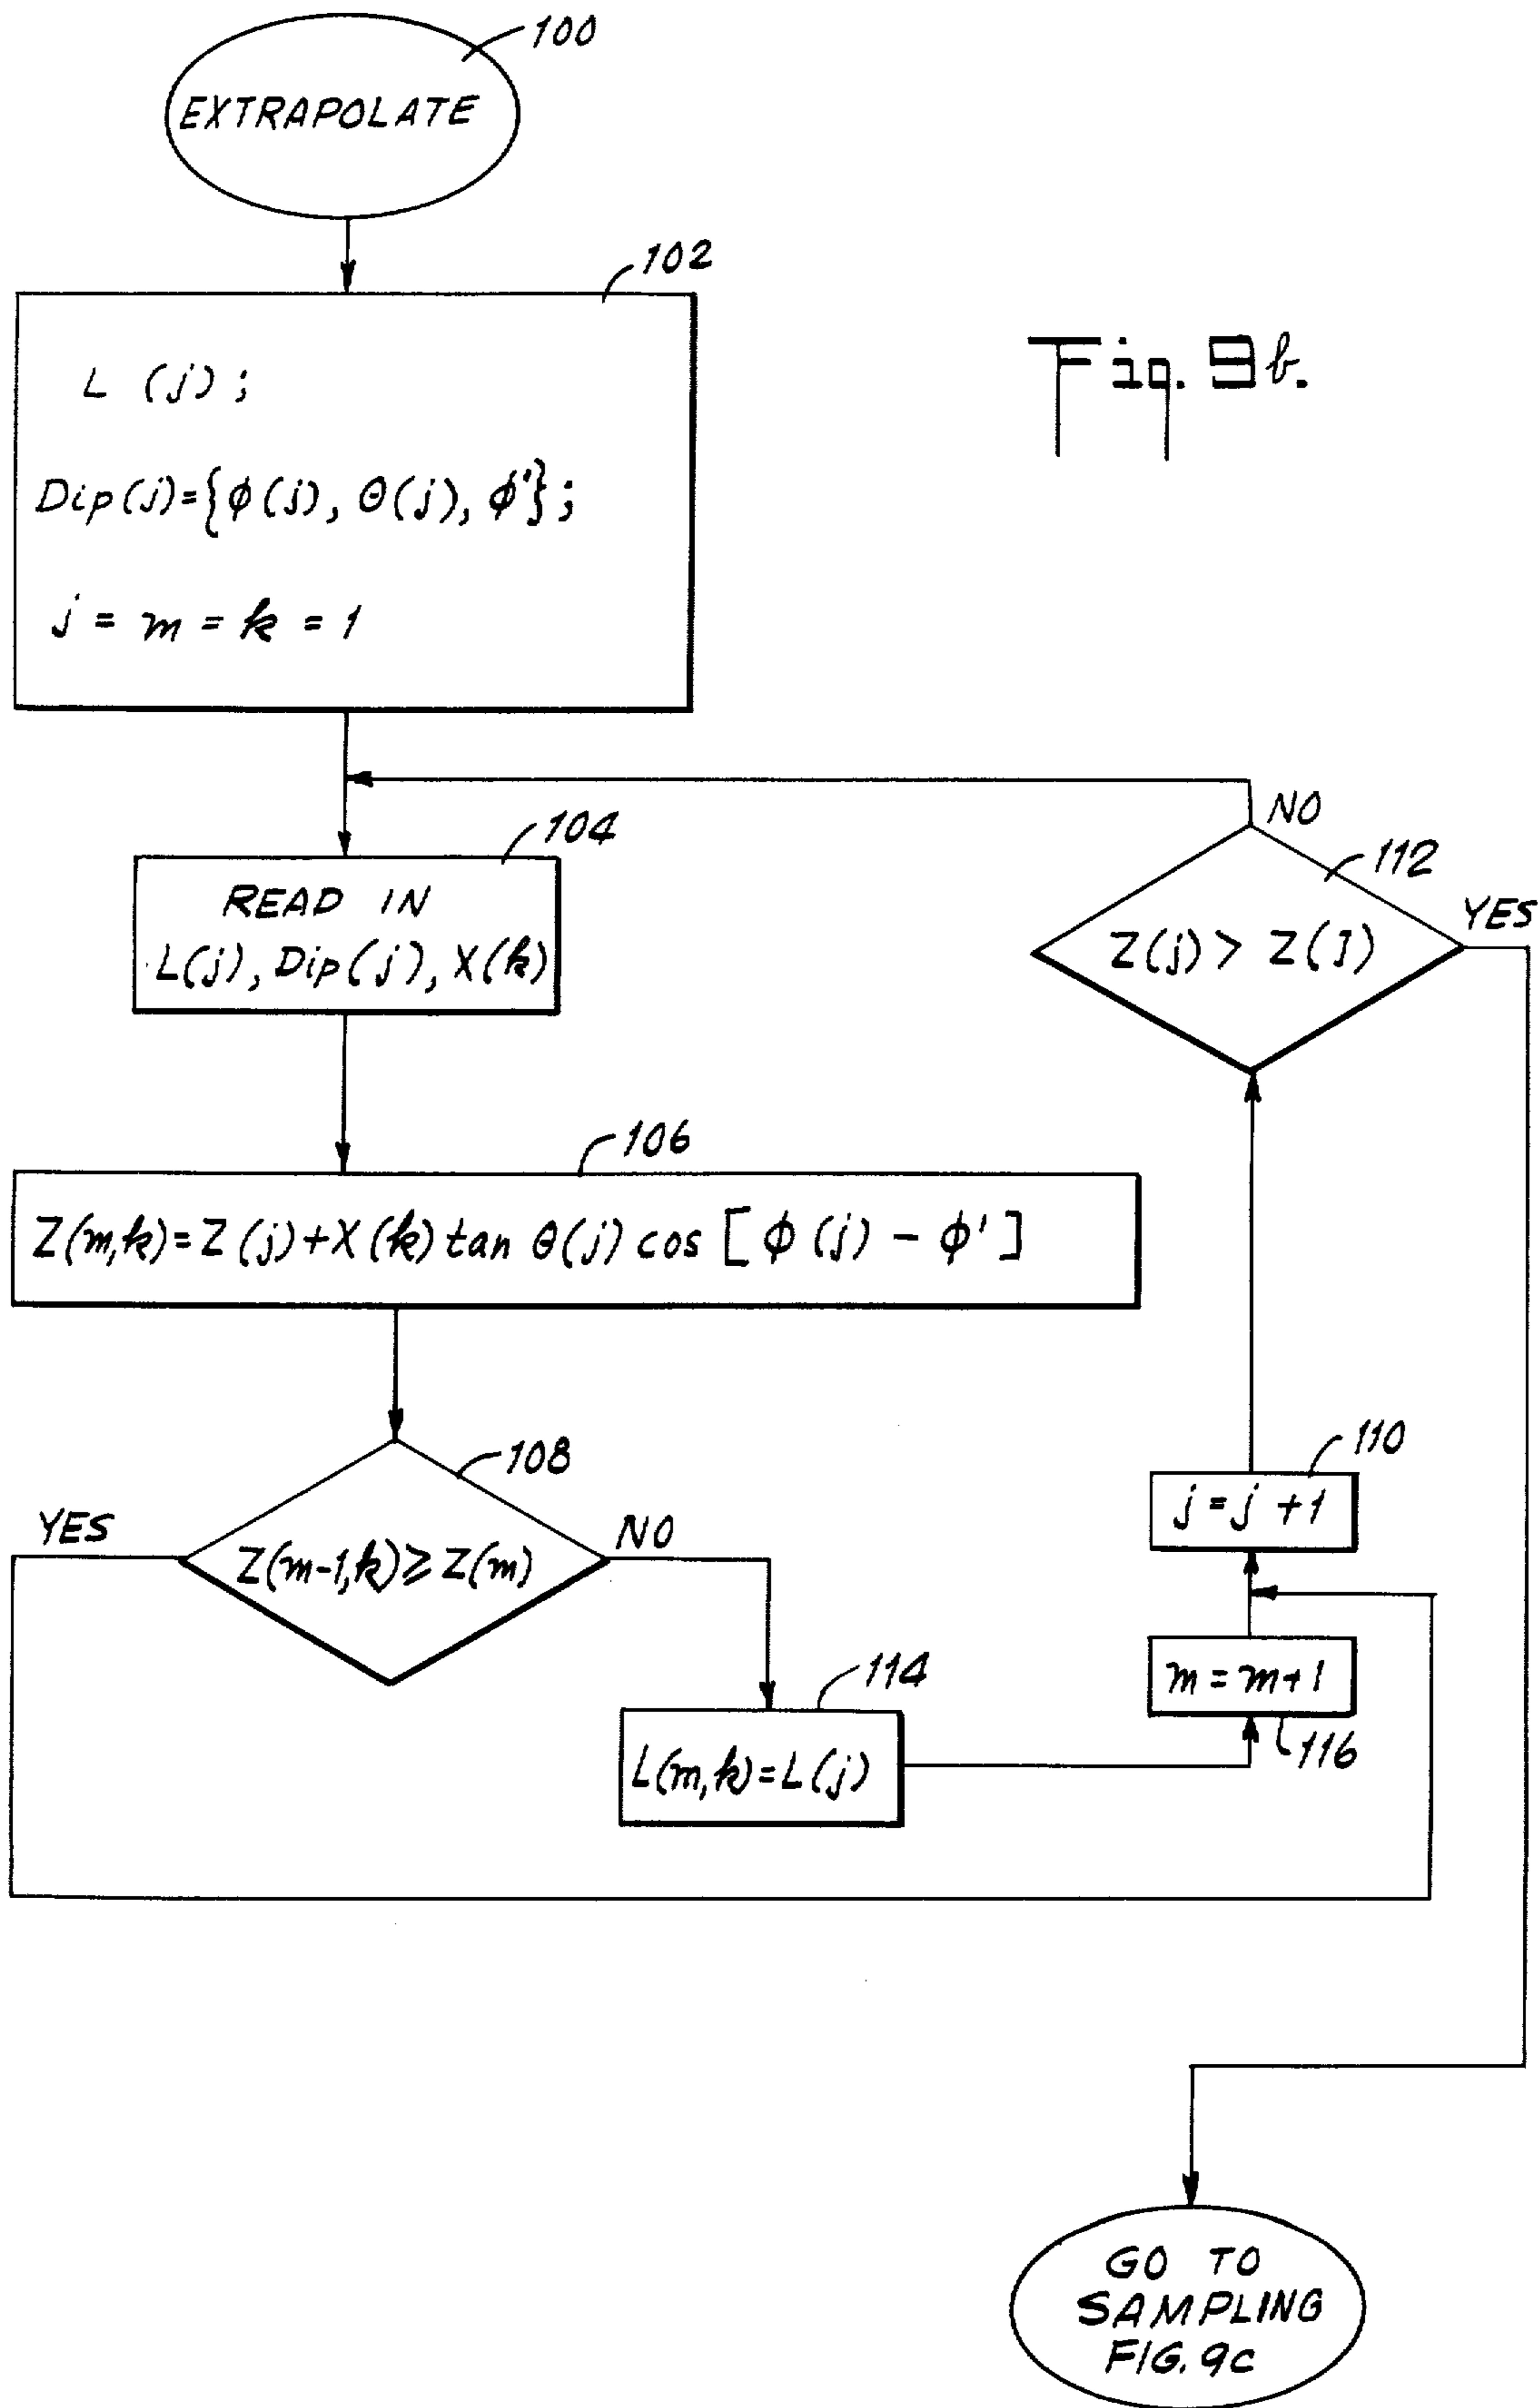 100
EXTRAPOLATE
102
L (j) ;
Dip(j)={ϕ(j), θ(j), ϕ'};
j = m = k = 1
Fig. 9b.
104
READ IN
L(j), Dip(j), X(k)
NO
112
YES
Z(j) > Z(J)
106
Z(m,k)=Z(j)+X(k) tan θ(j) cos [ ϕ(j) - ϕ' ]
108
YES
NO
Z(m-1,k)≥Z(m)
110
j = j +1
114
L(m,k)=L(j)
m = m+1
116
GO TO
SAMPLING
FIG. 9c